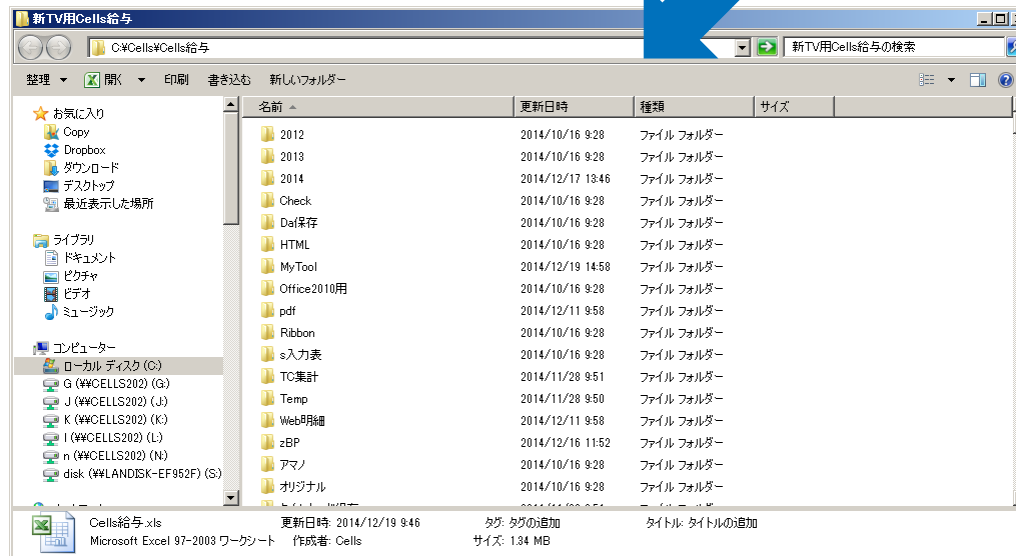 新TV用Cells給与
C:¥Cells¥Cells給与
新TV用Cells給与の検索
整理 開く 印刷 書き込む 新しいフォルダー
お気に入り
Copy
Dropbox
ダウンロード
デスクトップ
最近表示した場所
ライブラリ
ドキュメント
ピクチャ
ビデオ
ミュージック
コンピューター
ローカル ディスク (C:)
G (¥¥CELLS202) (G:)
J (¥¥CELLS202) (J:)
K (¥¥CELLS202) (K:)
l (¥¥CELLS202) (L:)
n (¥¥CELLS202) (N:)
disk (¥¥LANDISK-EF952F) (S:)
名前 更新日時 種類 サイズ
2012 2014/10/16 9:28 ファイル フォルダー
2013 2014/10/16 9:28 ファイル フォルダー
2014 2014/12/17 13:46 ファイル フォルダー
Check 2014/10/16 9:28 ファイル フォルダー
Da保存 2014/10/16 9:28 ファイル フォルダー
HTML 2014/10/16 9:28 ファイル フォルダー
MyTool 2014/12/19 14:58 ファイル フォルダー
Office2010用 2014/10/16 9:28 ファイル フォルダー
pdf 2014/12/11 9:58 ファイル フォルダー
Ribbon 2014/10/16 9:28 ファイル フォルダー
s入力表 2014/10/16 9:28 ファイル フォルダー
TC集計 2014/11/28 9:51 ファイル フォルダー
Temp 2014/11/28 9:50 ファイル フォルダー
Web明細 2014/12/11 9:58 ファイル フォルダー
zBP 2014/12/16 11:52 ファイル フォルダー
アマノ 2014/10/16 9:28 ファイル フォルダー
オリジナル 2014/10/16 9:28 ファイル フォルダー
Cells給与.xls 更新日時: 2014/12/19 9:46 タグ: タグの追加 タイトル: タイトルの追加
Microsoft Excel 97-2003 ワークシート 作成者: Cells サイズ: 1.34 MB